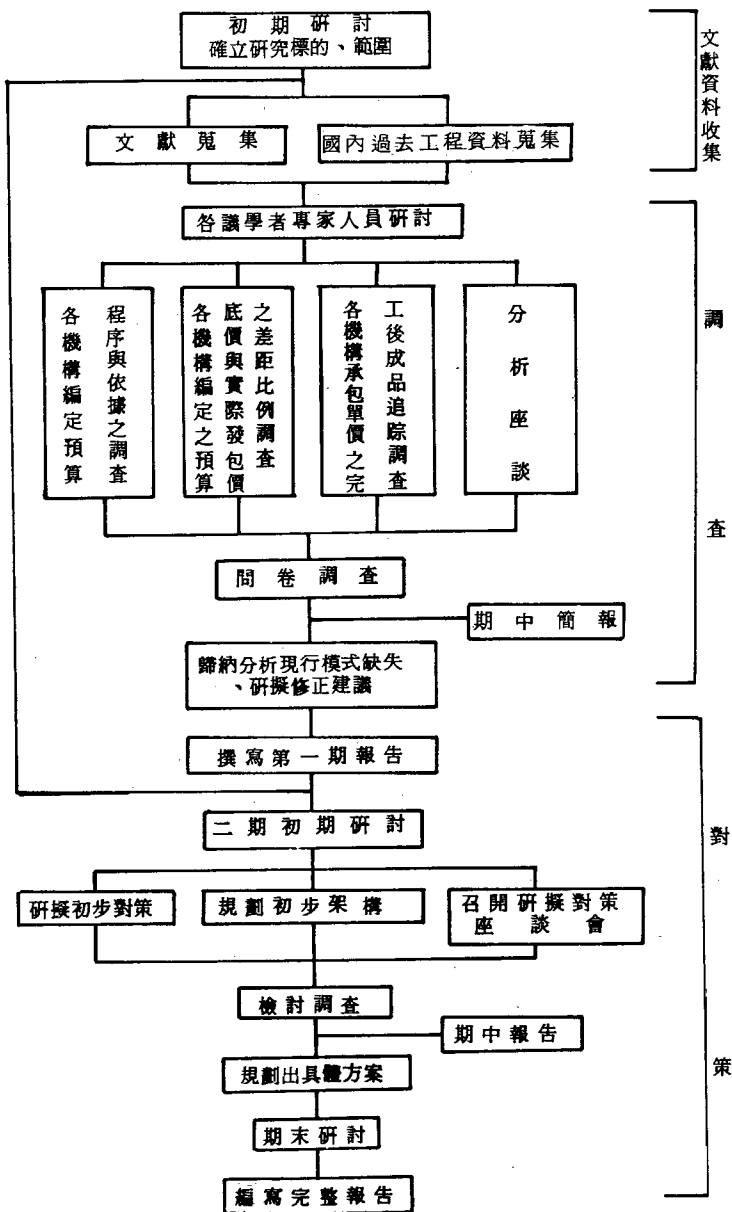 初期研討
確立研究標的、範圍
文獻資料收集
文獻蒐集
國內過去工程資料蒐集
咨議學者專家人員研討
各機構編定預算
程序與依據之調查
各機構編定之預算
底價與實際發包價
之差距比例調查
各機構承包單價之完
工後成品追踪調查
分析座談
調查
問卷調查
期中簡報
歸納分析現行模式缺失
、研擬修正建議
撰寫第一期報告
二期初期研討
研擬初步對策
規劃初步架構
召開研擬對策
座談會
對策
檢討調查
期中報告
規劃出具體方案
期末研討
編寫完整報告